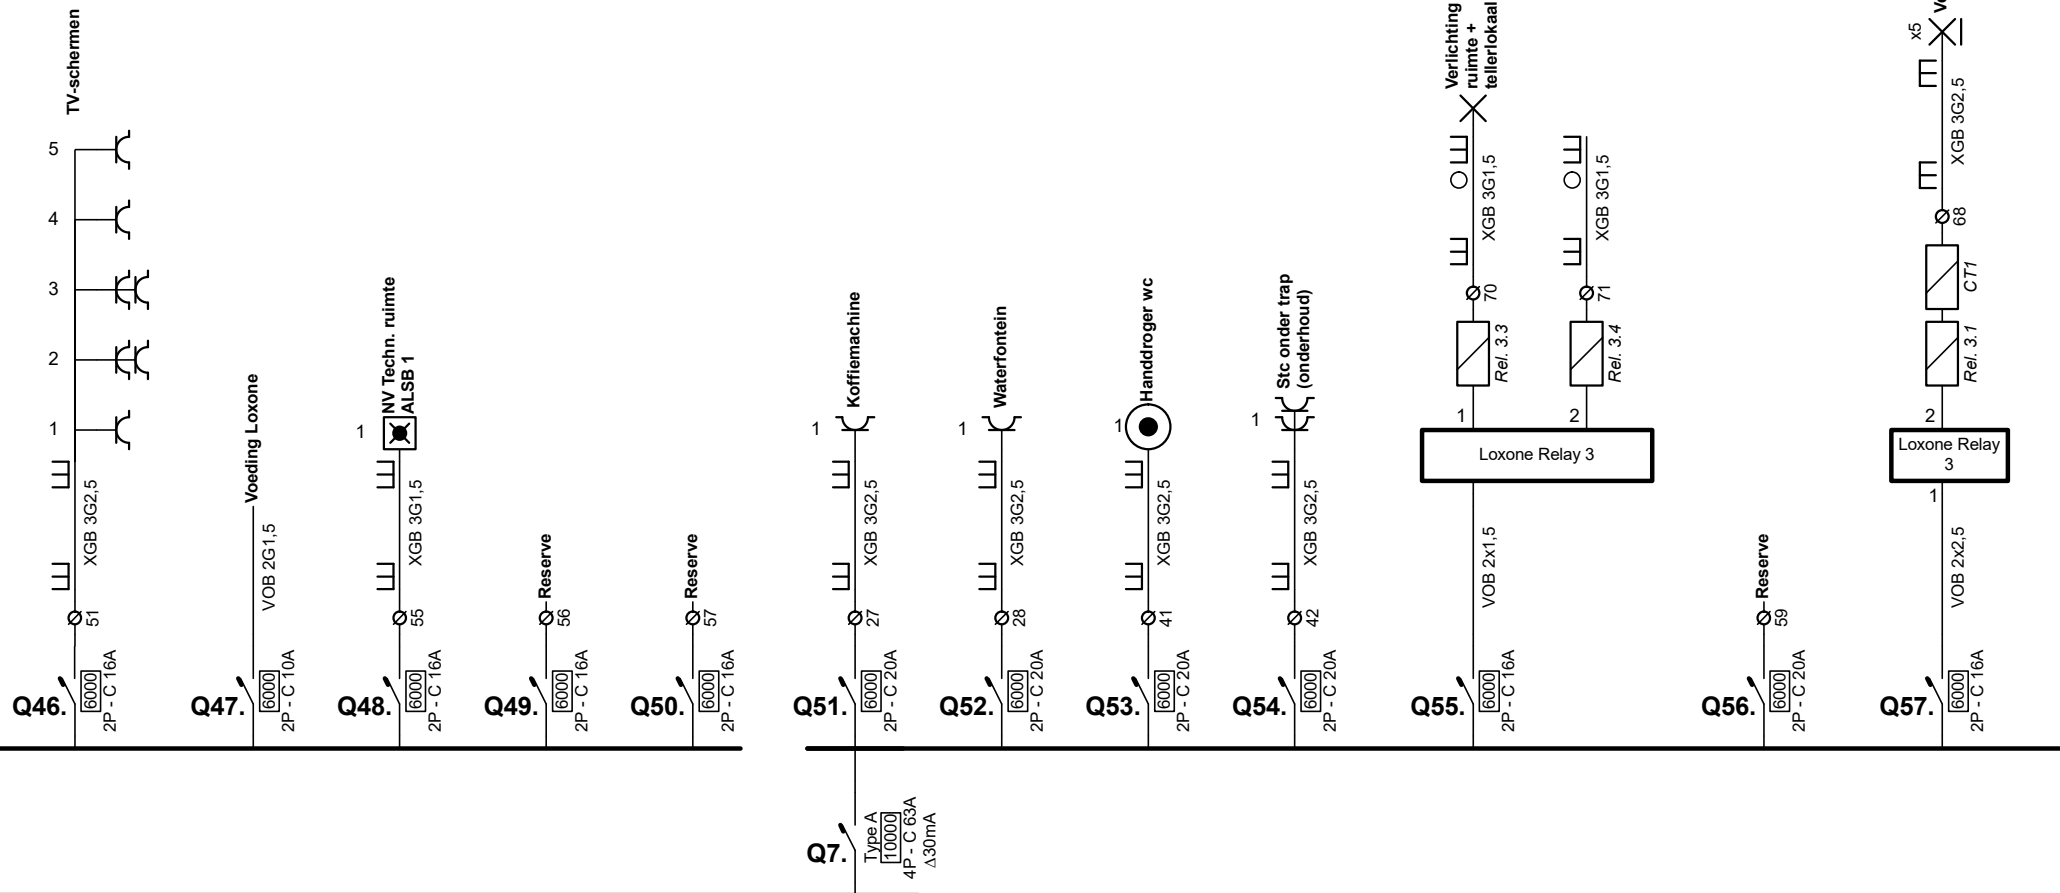 TV-schermen
5
4
3
2
1
XGB 3G2,5
51
Q46.
6000
2P - C 16A
Voeding Loxone
VOB 2G1,5
Q47.
6000
2P - C 10A
NV Techn. ruimte
ALSB 1
1
XGB 3G1,5
55
Q48.
6000
2P - C 16A
Reserve
56
Q49.
6000
2P - C 16A
Reserve
57
Q50.
6000
2P - C 16A
Koffiemachine
1
XGB 3G2,5
27
Q51.
6000
2P - C 20A
Waterfontein
1
XGB 3G2,5
28
Q52.
6000
2P - C 20A
Handdroger wc
1
XGB 3G2,5
41
Q53.
6000
2P - C 20A
Stc onder trap
(onderhoud)
1
XGB 3G2,5
42
Q54.
6000
2P - C 20A
Verlichting
ruimte +
tellerlokaal
XGB 3G1,5
70
Rel. 3.3
1
XGB 3G1,5
71
Rel. 3.4
2
Loxone Relay 3
VOB 2x1,5
Q55.
6000
2P - C 16A
Reserve
59
Q56.
6000
2P - C 20A
x5
XGB 3G2,5
68
CT1
Rel. 3.1
2
Loxone Relay
3
1
VOB 2x2,5
Q57.
6000
2P - C 16A
Q7.
Type A
10000
4P - C 63A
Δ30mA